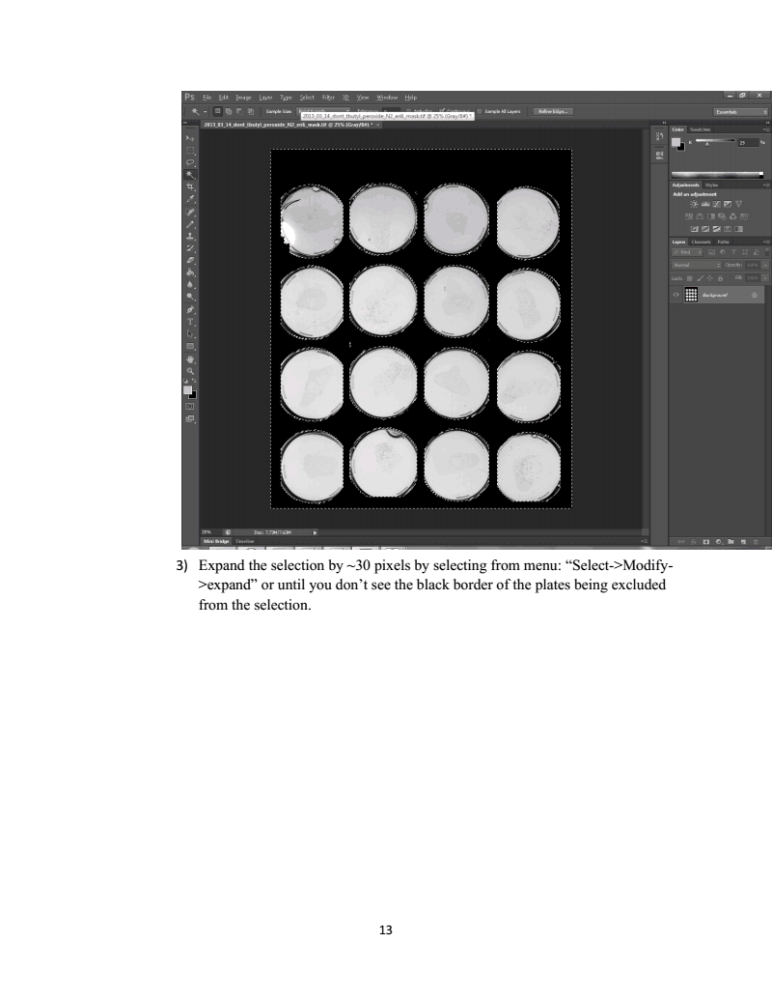 Ps File Edit Image Layer Type Select Filter 3D View Window Help
Sample Size: Sample All Layers Refine Edge... Essentials
2013_03_14_dont_tbutyl_peroxide_N2_eri6_mask.tif @ 25% (Gray/8#) *
2013_03_14_dont_tbutyl_peroxide_N2_eri6_mask.tif @ 25% (Gray/8#) * ×
Color Swatches
K 25 %
Adjustments Styles
Add an adjustment
Layers Channels Paths
Kind
Normal Opacity:
Lock: Fill:
Background
25% Doc: 7.73M/7.63M
Mini Bridge Timeline
3) Expand the selection by ~30 pixels by selecting from menu: “Select->Modify-
>expand” or until you don’t see the black border of the plates being excluded
from the selection.
13